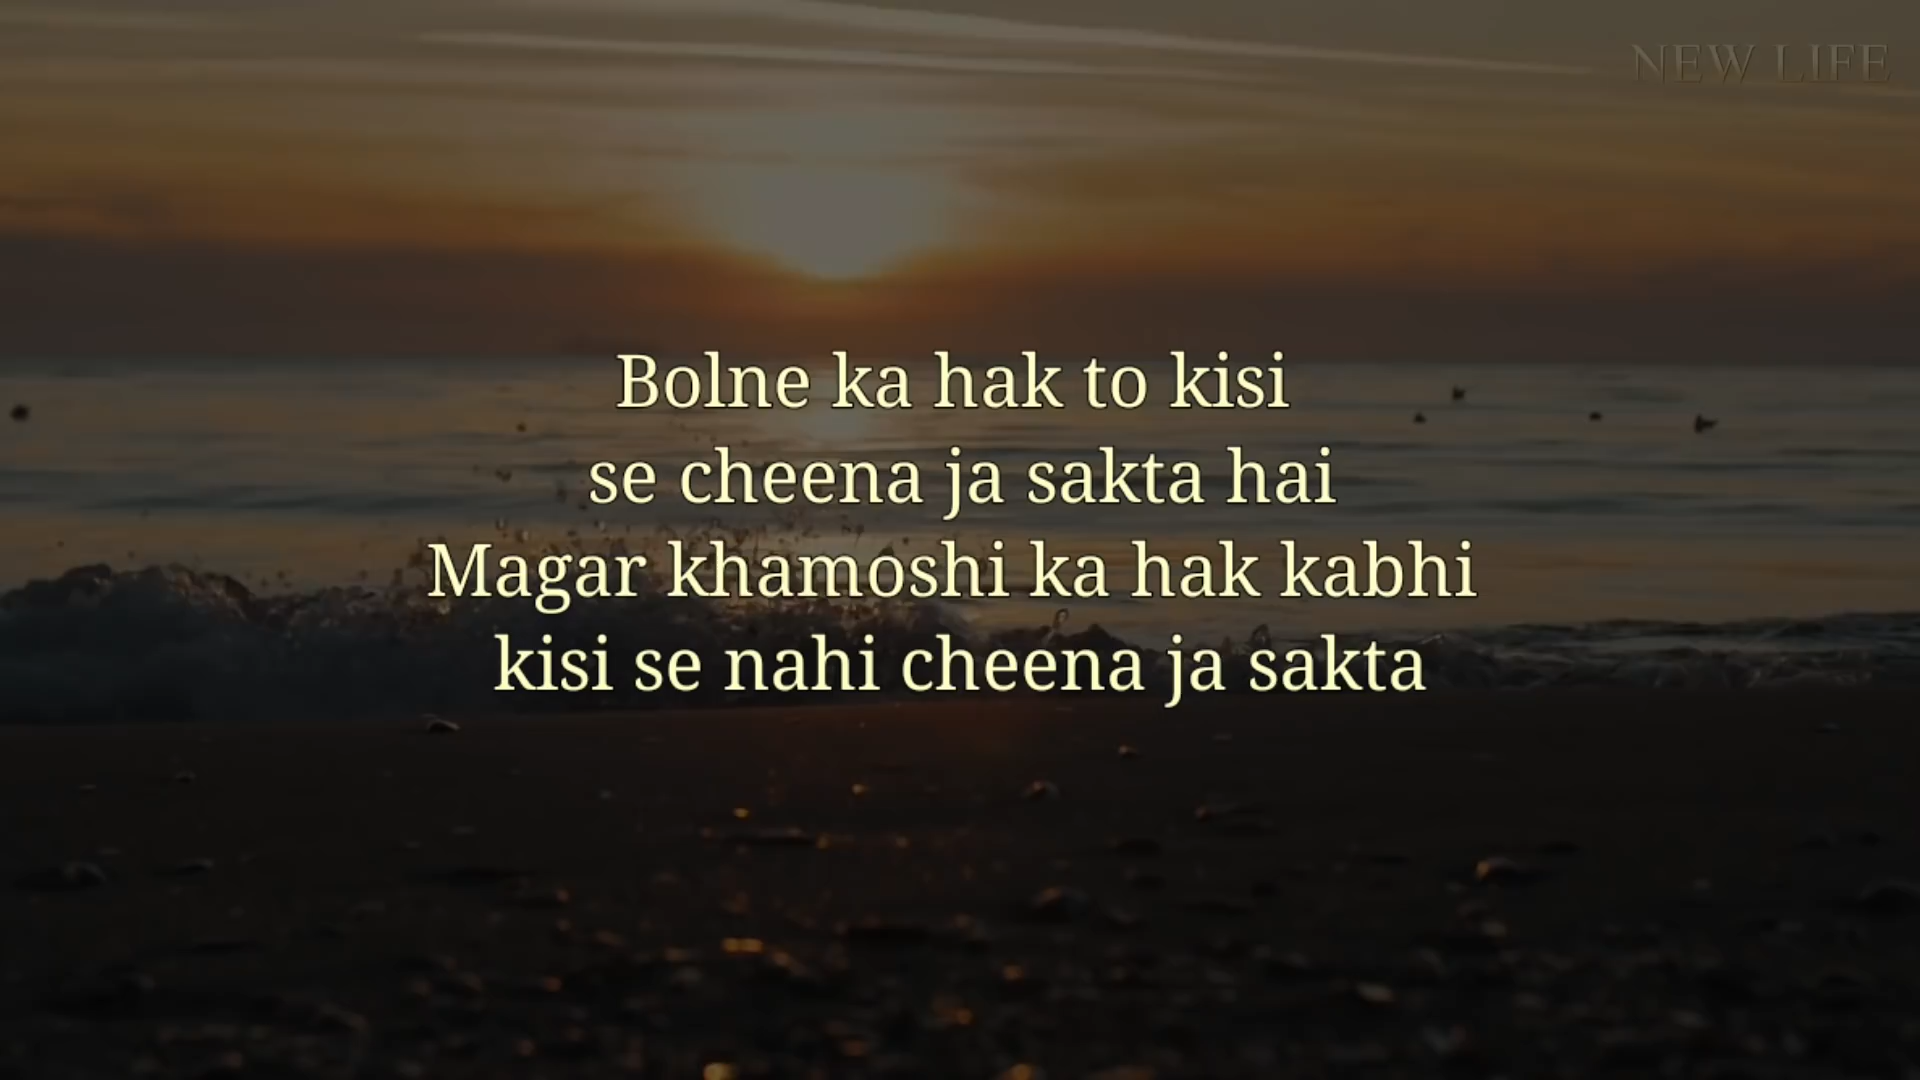 NEW LIFE
Bolne ka hak to kisi
se cheena ja sakta hai
Magar khamoshi ka hak kabhi
kisi se nahi cheena ja sakta